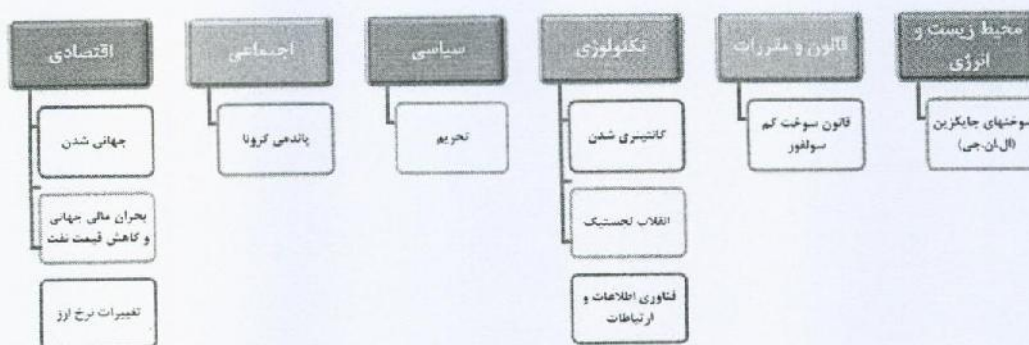 محیط زیست و
انرژی
سوختهای جایگزین
(ال.ان.جی)
قانون و مقررات
قانون سوخت کم
سولفور
تکنولوژی
کانتینری شدن
انقلاب لجستیک
فناوری اطلاعات و
ارتباطات
سیاسی
تحریم
اجتماعی
پاندمی کرونا
اقتصادی
جهانی شدن
بحران مالی جهانی
و کاهش قیمت نفت
تغییرات نرخ ارز